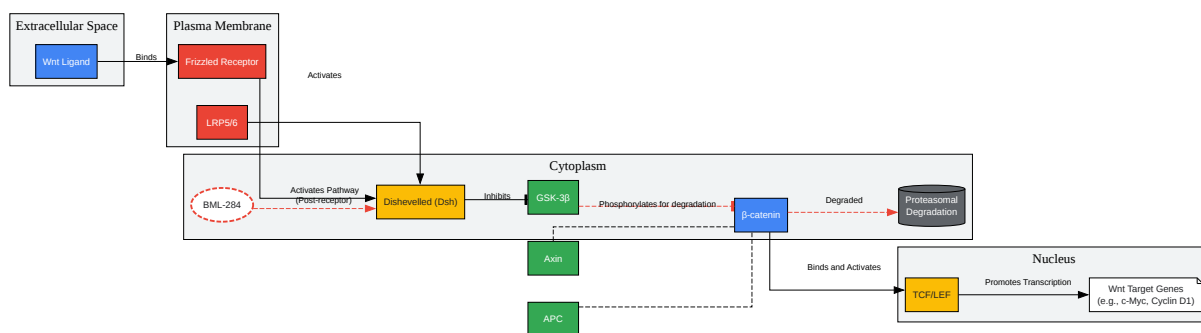 Extracellular Space
Plasma Membrane
Wnt Ligand
Binds
Frizzled Receptor
Activates
LRP5/6
Cytoplasm
BML-284
Activates Pathway
(Post-receptor)
Dishevelled (Dsh)
Inhibits
GSK-3β
Phosphorylates for degradation
β-catenin
Degraded
Proteasomal
Degradation
Axin
APC
Binds and Activates
Nucleus
TCF/LEF
Promotes Transcription
Wnt Target Genes
(e.g., c-Myc, Cyclin D1)